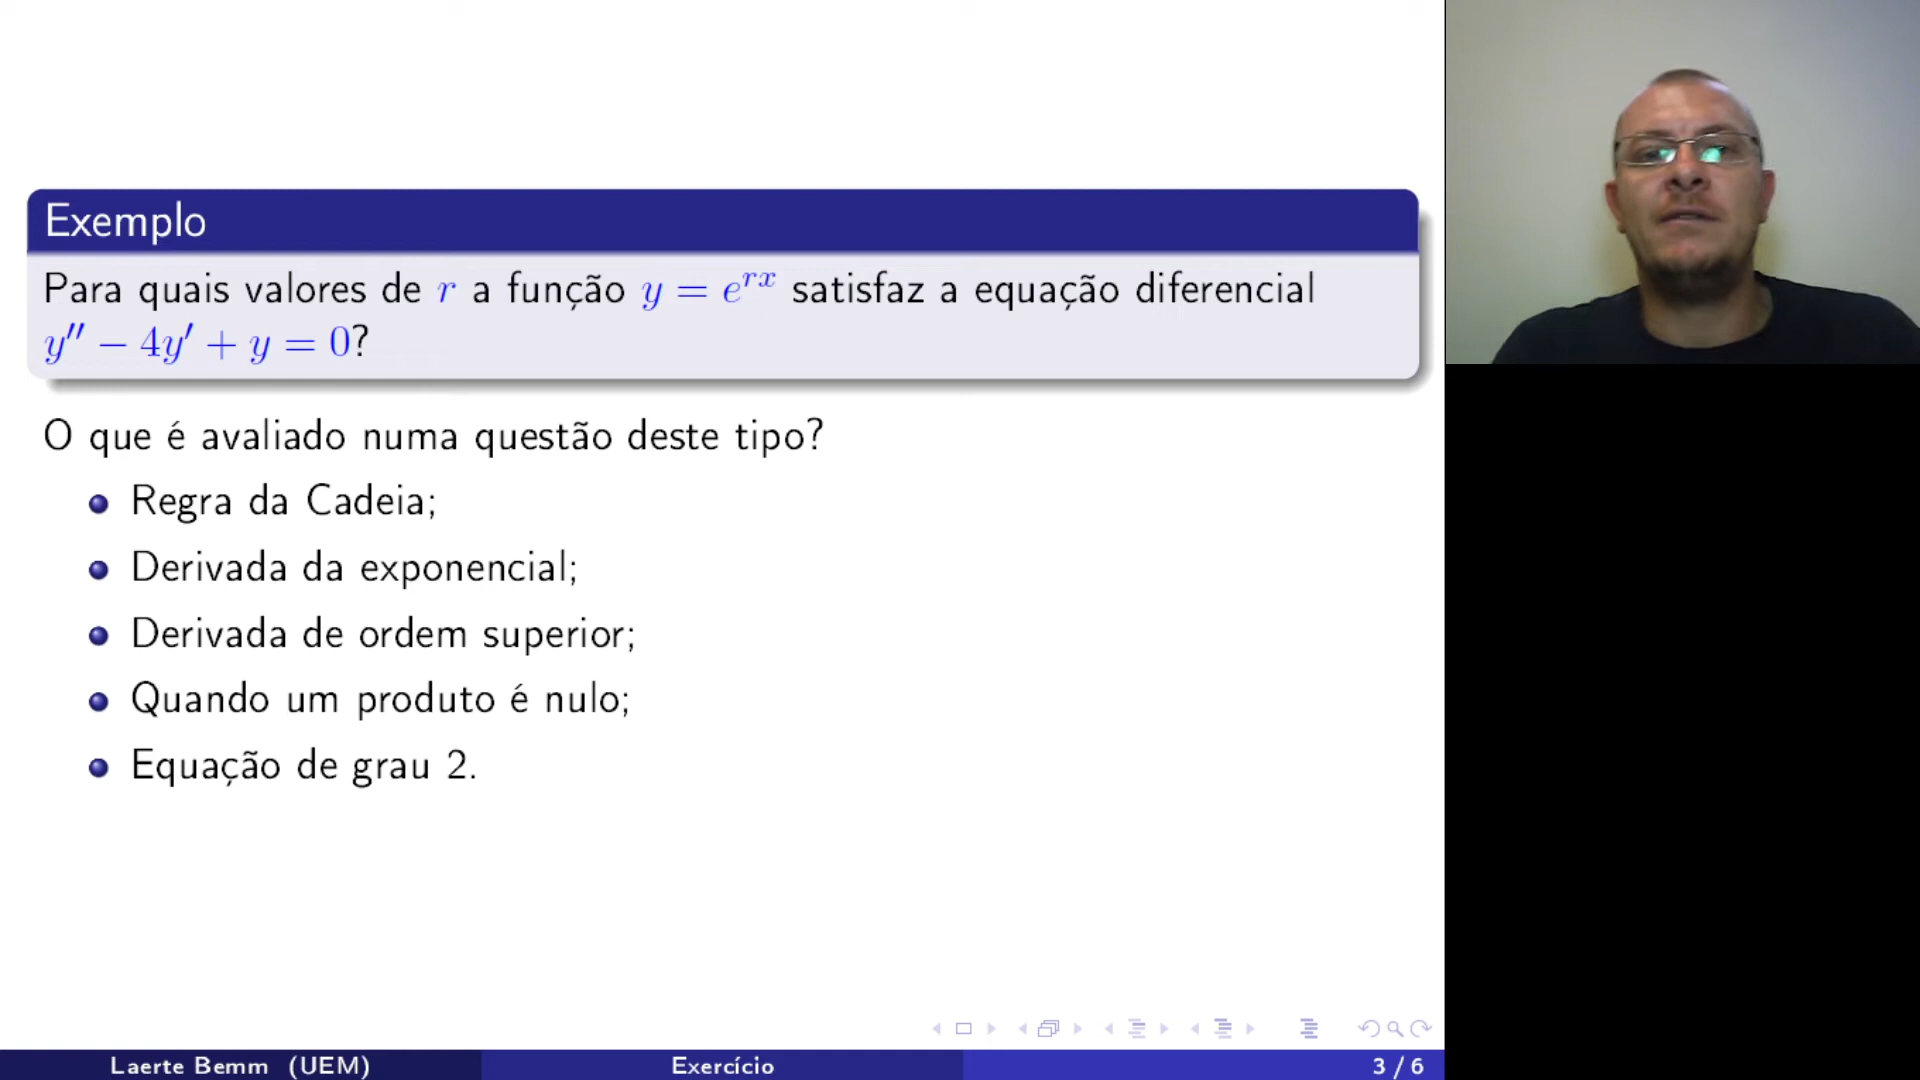 Exemplo
Para quais valores de r a função y = e^{rx} satisfaz a equação diferencial
y′′ − 4y′ + y = 0?
O que é avaliado numa questão deste tipo?
Regra da Cadeia;
Derivada da exponencial;
Derivada de ordem superior;
Quando um produto é nulo;
Equação de grau 2.
Laerte Bemm (UEM) Exercício 3 / 6